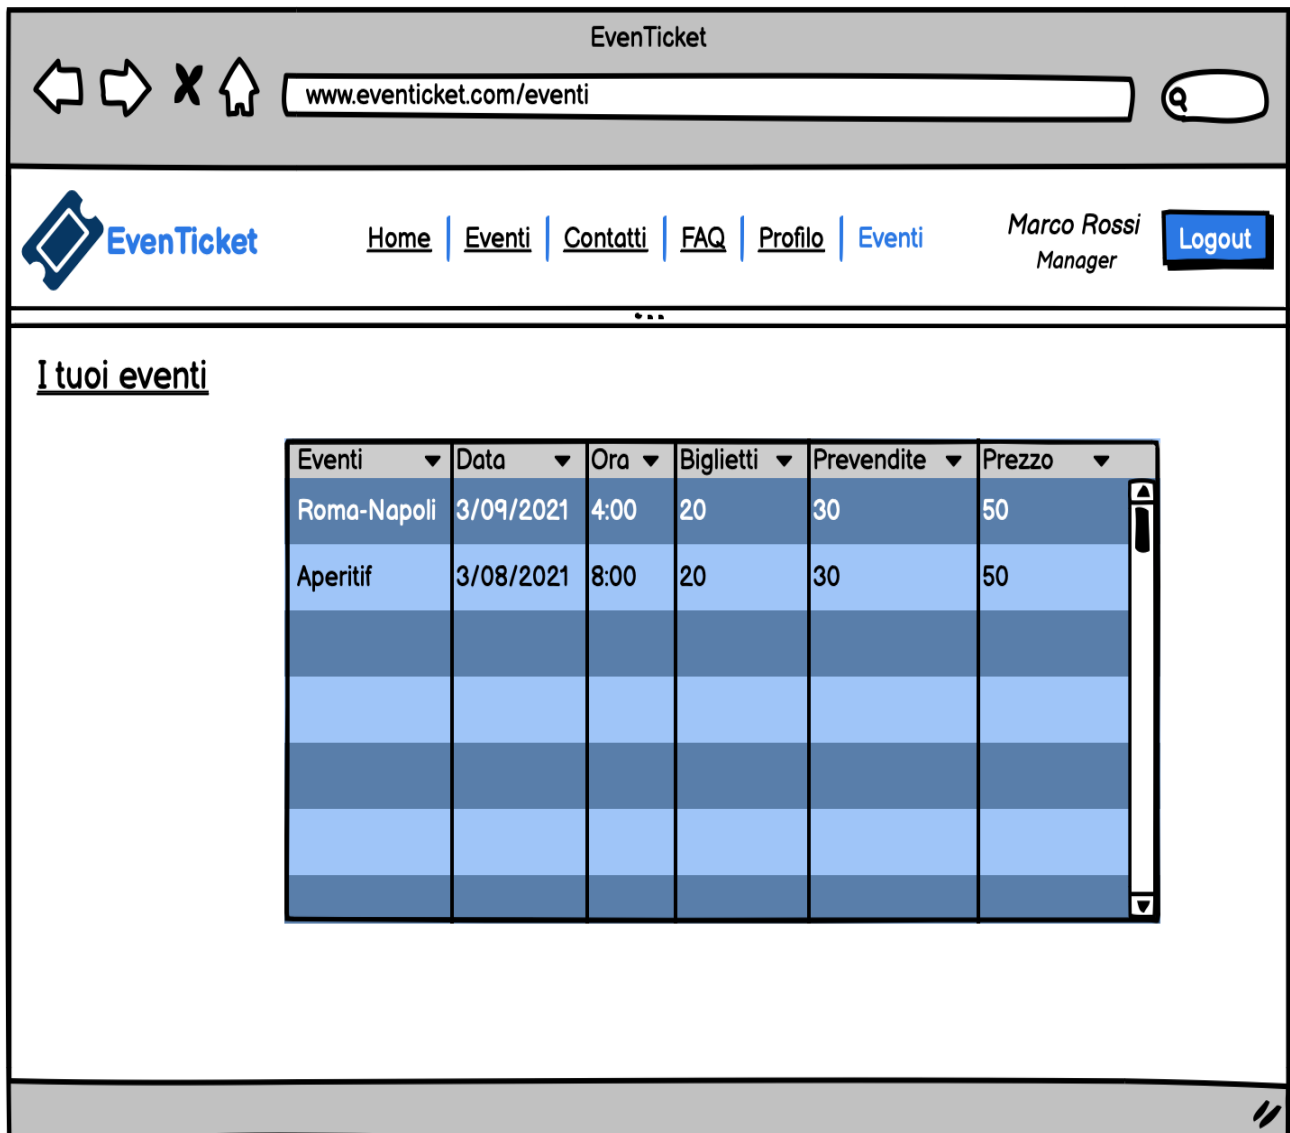 EvenTicket
www.eventicket.com/eventi
EvenTicket
Home Eventi Contatti FAQ Profilo Eventi
Marco Rossi
Manager
Logout
I tuoi eventi
Eventi Data Ora Biglietti Prevendite Prezzo
Roma-Napoli 3/09/2021 4:00 20 30 50
Aperitif 3/08/2021 8:00 20 30 50